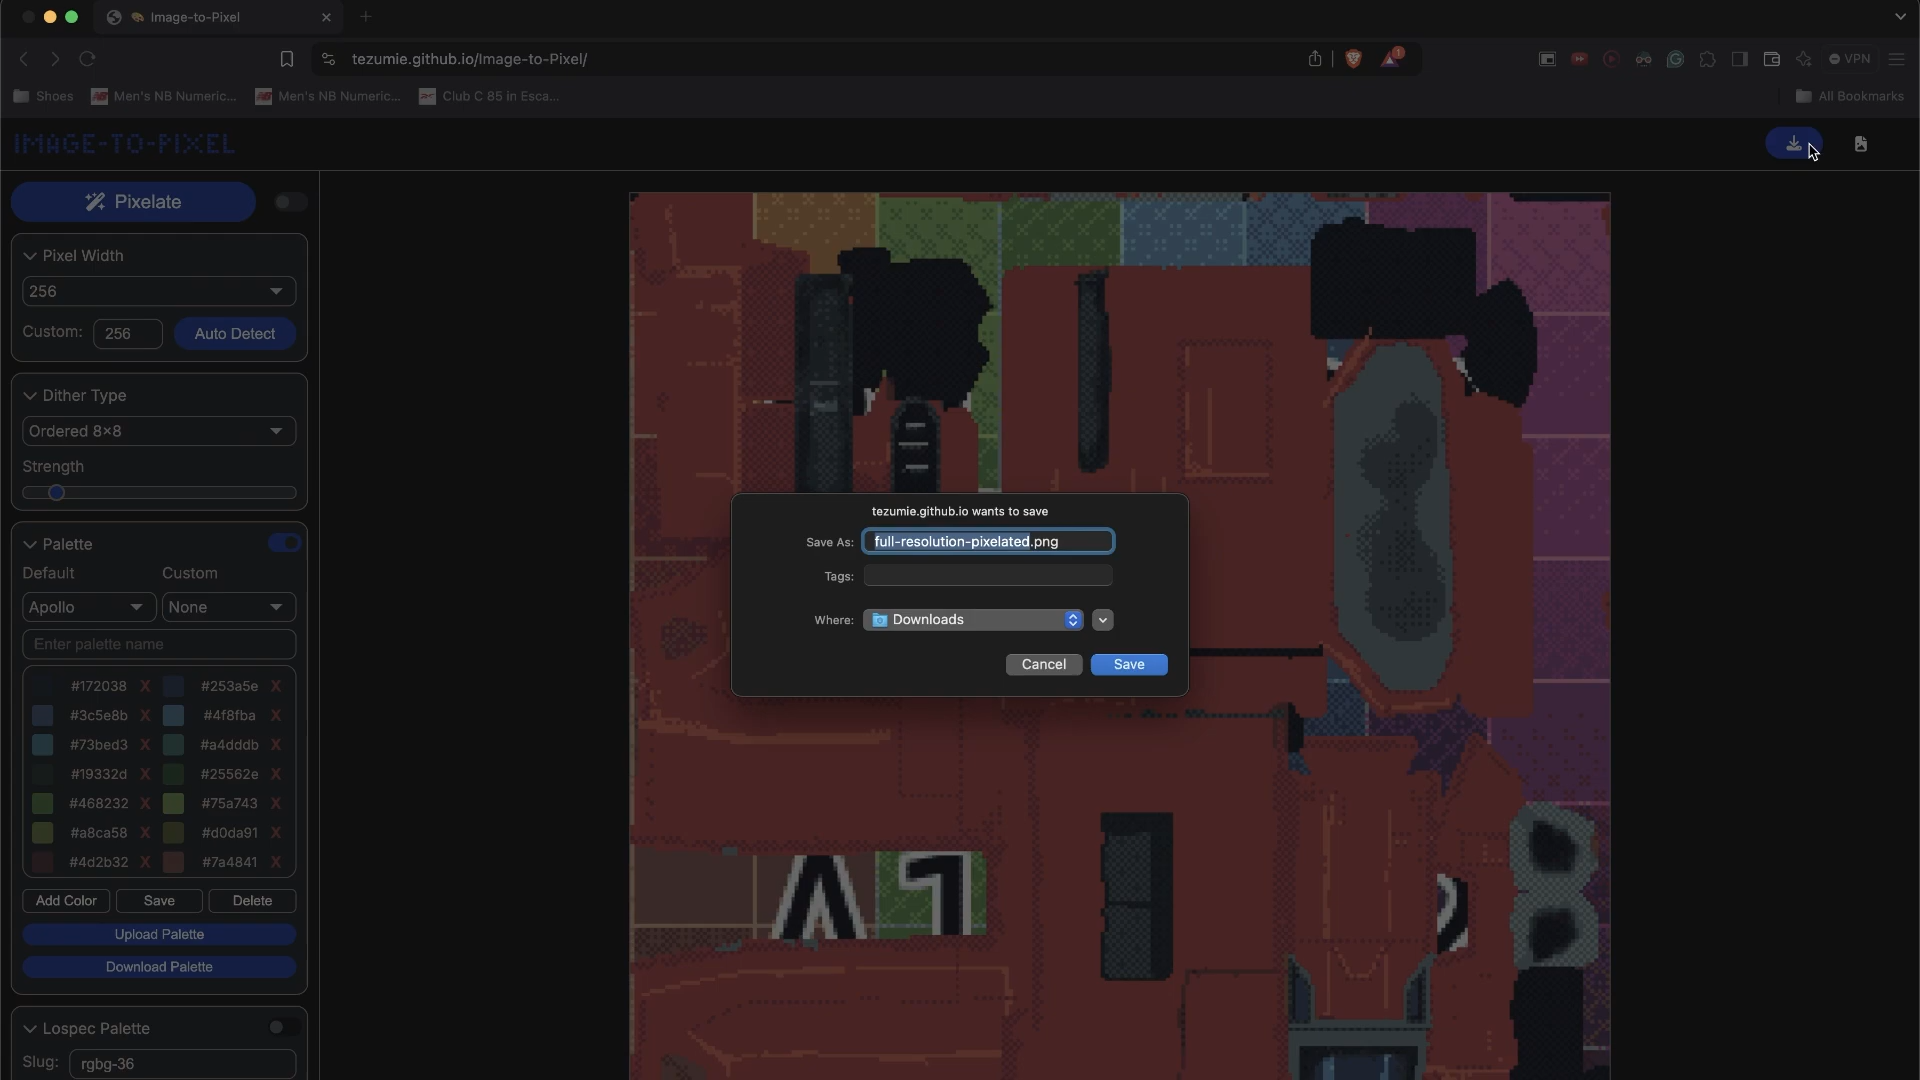 Image-to-Pixel
tezumie.github.io/Image-to-Pixel/
1
VPN
Shoes
Men's NB Numeric...
Men's NB Numeric...
Club C 85 in Esca...
All Bookmarks
IMAGE-TO-PIXEL
Pixelate
Pixel Width
256
Custom: 256 Auto Detect
Dither Type
Ordered 8×8
Strength
Palette
Default Custom
Apollo None
Enter palette name
#172038 X #253a5e X
#3c5e8b X #4f8fba X
#73bed3 X #a4dddb X
#19332d X #25562e X
#468232 X #75a743 X
#a8ca58 X #d0da91 X
#4d2b32 X #7a4841 X
Add Color Save Delete
Upload Palette
Download Palette
Lospec Palette
Slug: rgbg-36
tezumie.github.io wants to save
Save As: full-resolution-pixelated.png
Tags:
Where: Downloads
Cancel Save